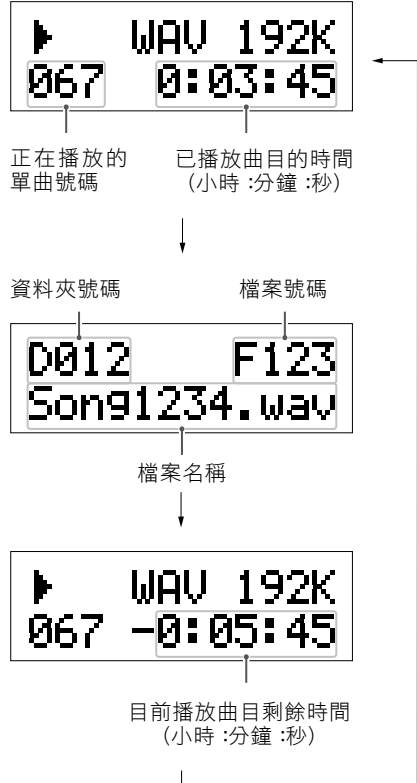 ▶ WAV 192K
067 0:03:45
正在播放的
單曲號碼
已播放曲目的時間
（小時：分鐘：秒）
資料夾號碼
檔案號碼
D012 F123
Song1234.wav
檔案名稱
▶ WAV 192K
067 -0:05:45
目前播放曲目剩餘時間
（小時：分鐘：秒）